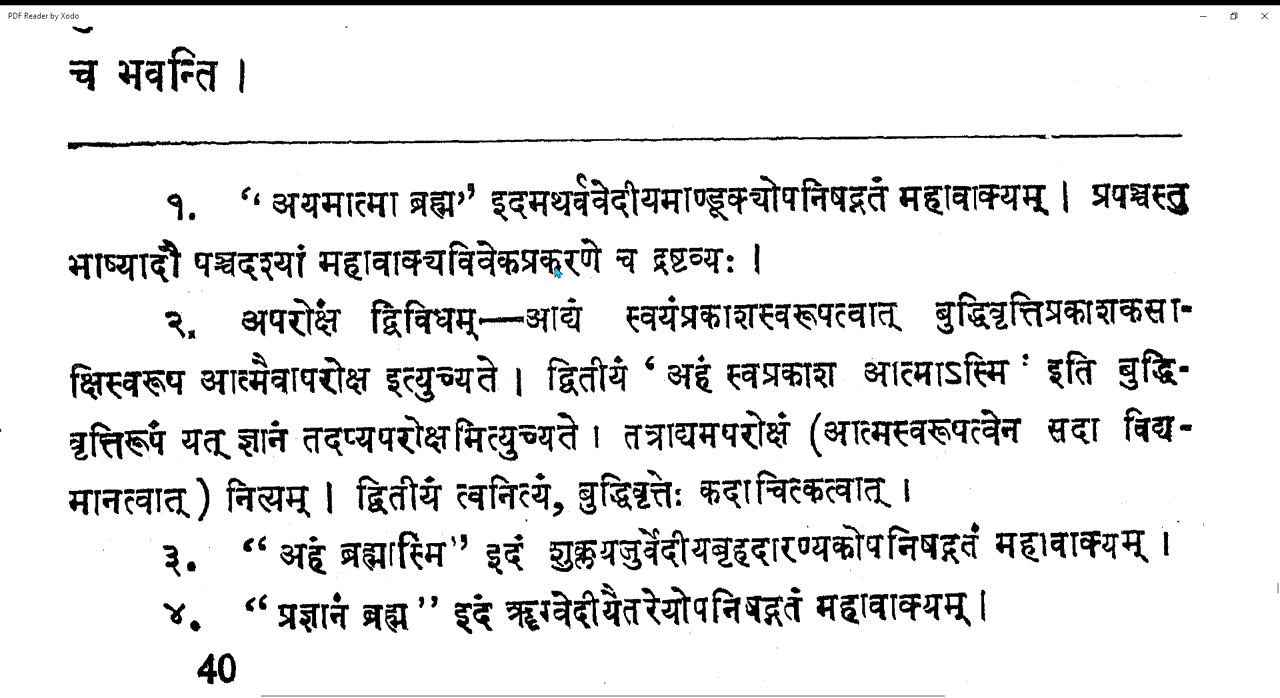 PDF Reader by Xodo
च भवन्ति ।
१. “ अयमात्मा ब्रह्म” इदमथर्ववेदीयमाण्डूक्योपनिषद्गतं महावाक्यम् । प्रपञ्चस्तु
भाष्यादौ पञ्चदश्यां महावाक्यविवेकप्रकरणे च द्रष्टव्यः ।
२. अपरोक्षं द्विविधम्—आद्यं स्वयंप्रकाशस्वरूपत्वात् बुद्धिवृत्तिप्रकाशकसा-
क्षिस्वरूप आत्मैवापरोक्ष इत्युच्यते । द्वितीयं ‘ अहं स्वप्रकाश आत्माऽस्मि ’ इति बुद्धि-
वृत्तिरूपं यत् ज्ञानं तदप्यपरोक्षमित्युच्यते । तत्राद्यमपरोक्षं (आत्मस्वरूपत्वेन सदा विद्य-
मानत्वात् ) नित्यम् । द्वितीयं त्वनित्यं, बुद्धिवृत्तेः कदाचित्कत्वात् ।
३. “ अहं ब्रह्मास्मि” इदं शुक्लयजुर्वेदीयबृहदारण्यकोपनिषद्गतं महावाक्यम् ।
४. “ प्रज्ञानं ब्रह्म ” इदं ऋग्वेदीयैतरेयोपनिषद्गतं महावाक्यम् ।
40